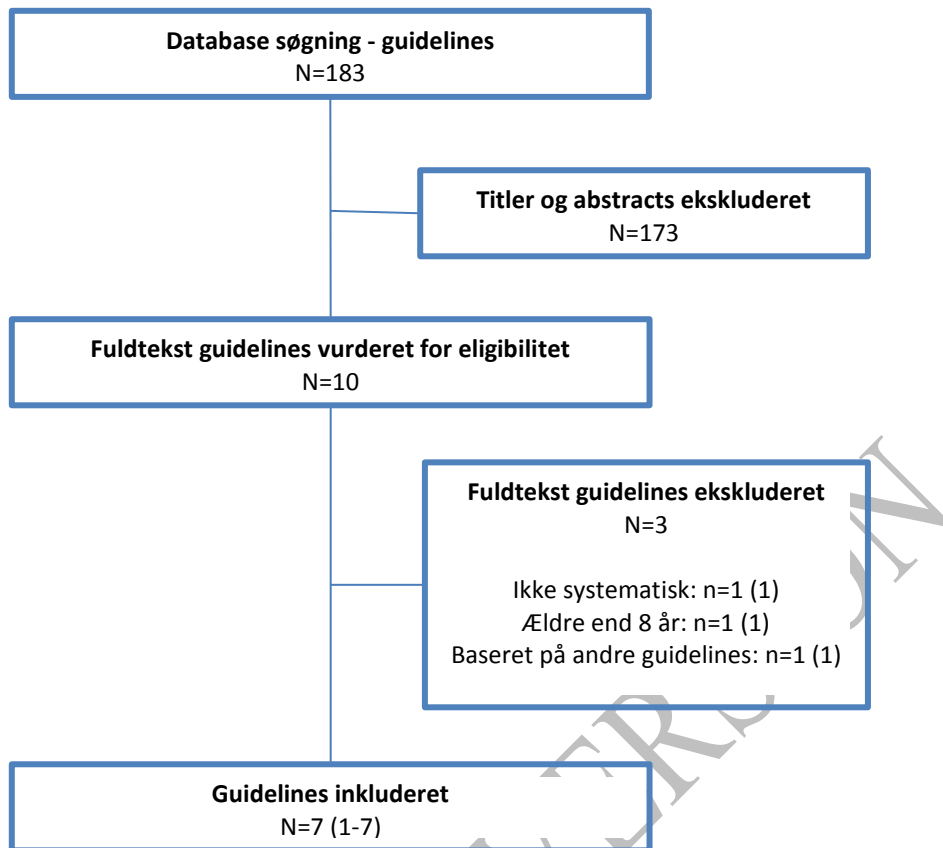 Database søgning - guidelines
N=183
Titler og abstracts ekskluderet
N=173
Fuldtekst guidelines vurderet for eligibilitet
N=10
Fuldtekst guidelines ekskluderet
N=3
Ikke systematisk: n=1 (1)
Ældre end 8 år: n=1 (1)
Baseret på andre guidelines: n=1 (1)
Guidelines inkluderet
N=7 (1-7)